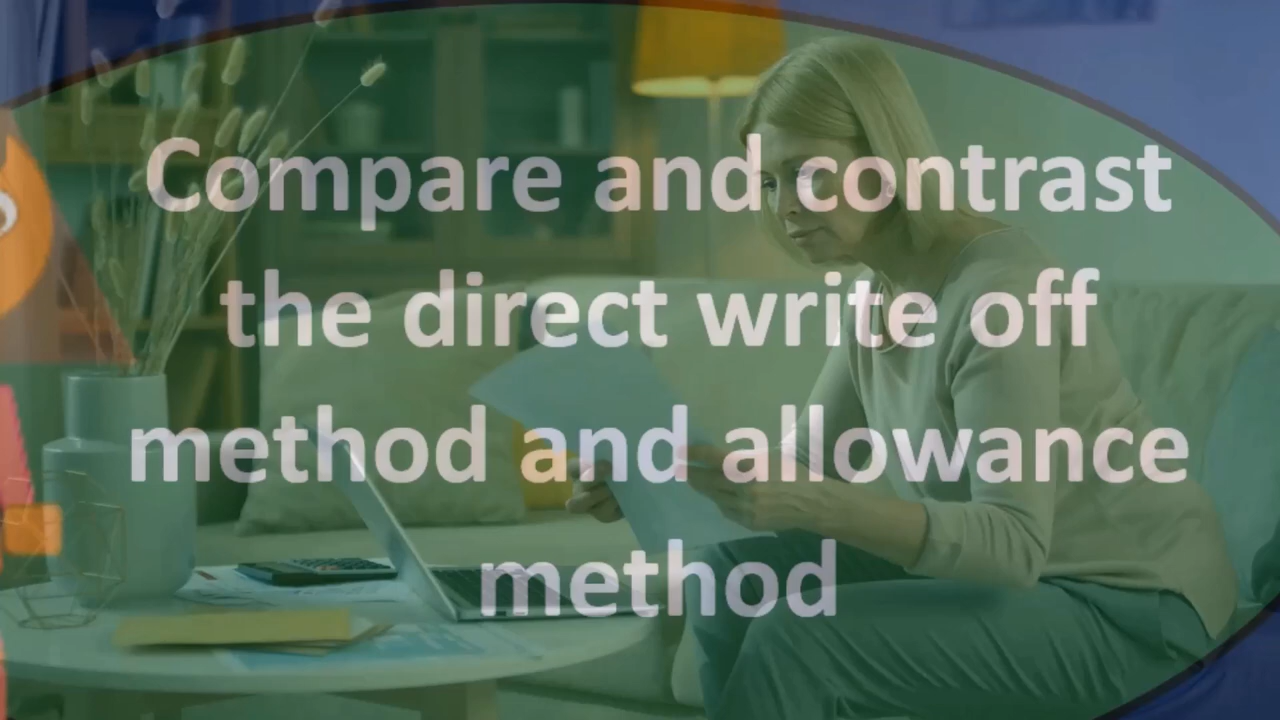 Compare and contrast
the direct write off
method and allowance
method